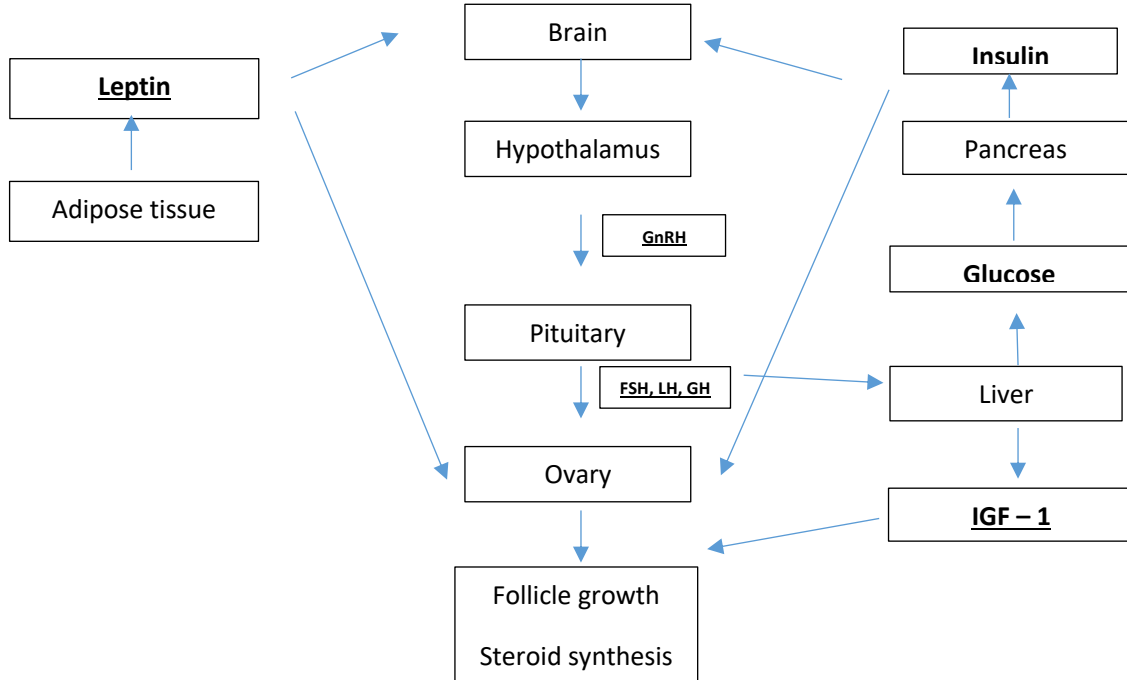 Brain
Insulin
Leptin
Hypothalamus
Pancreas
Adipose tissue
GnRH
Glucose
Pituitary
FSH, LH, GH
Liver
Ovary
IGF – 1
Follicle growth
Steroid synthesis